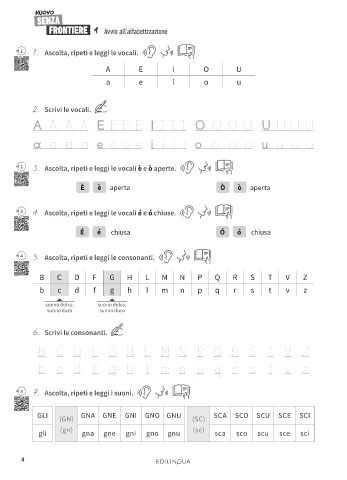 NUOVO
SENZA
FRONTIERE 1 Avvio all'alfabetizzazione
1
1. Ascolta, ripeti e leggi le vocali.
A E I O U
a e i o u
2. Scrivi le vocali.
A A A A E E E E I I I I O O O O U U U U
a a a a e e e e i i i i o o o o u u u u
2
3. Ascolta, ripeti e leggi le vocali è e ò aperte.
È è aperta Ò ò aperta
3
4. Ascolta, ripeti e leggi le vocali é e ó chiuse.
É é chiusa Ó ó chiusa
4
5. Ascolta, ripeti e leggi le consonanti.
B C D F G H L M N P Q R S T V Z
b c d f g h l m n p q r s t v z
suono dolce, suono duro suono dolce, suono duro
6. Scrivi le consonanti.
B C D F G H L M N P Q R S T V Z
b c d f g h l m n p q r s t v z
5
7. Ascolta, ripeti e leggi i suoni.
GLI (GN) GNA GNE GNI GNO GNU (SC) SCA SCO SCU SCE SCI
gli (gn) gna gne gni gno gnu (sc) sca sco scu sce sci
4
EDILINGUA